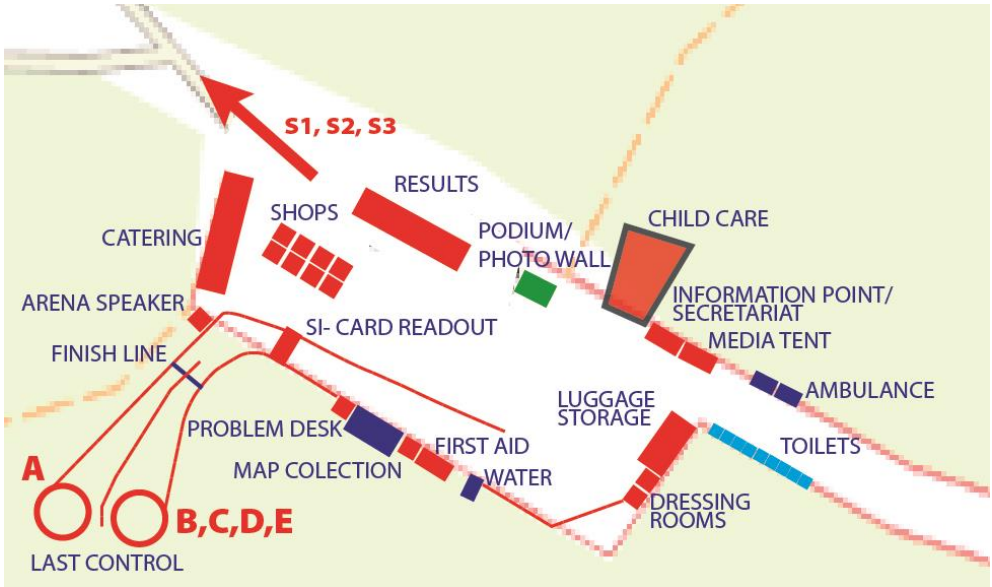 S1, S2, S3
RESULTS
SHOPS
CATERING
PODIUM/
PHOTO WALL
CHILD CARE
ARENA SPEAKER
SI- CARD READOUT
INFORMATION POINT/
SECRETARIAT
MEDIA TENT
FINISH LINE
AMBULANCE
LUGGAGE
STORAGE
PROBLEM DESK
FIRST AID
TOILETS
MAP COLECTION
WATER
A
B,C,D,E
DRESSING
ROOMS
LAST CONTROL